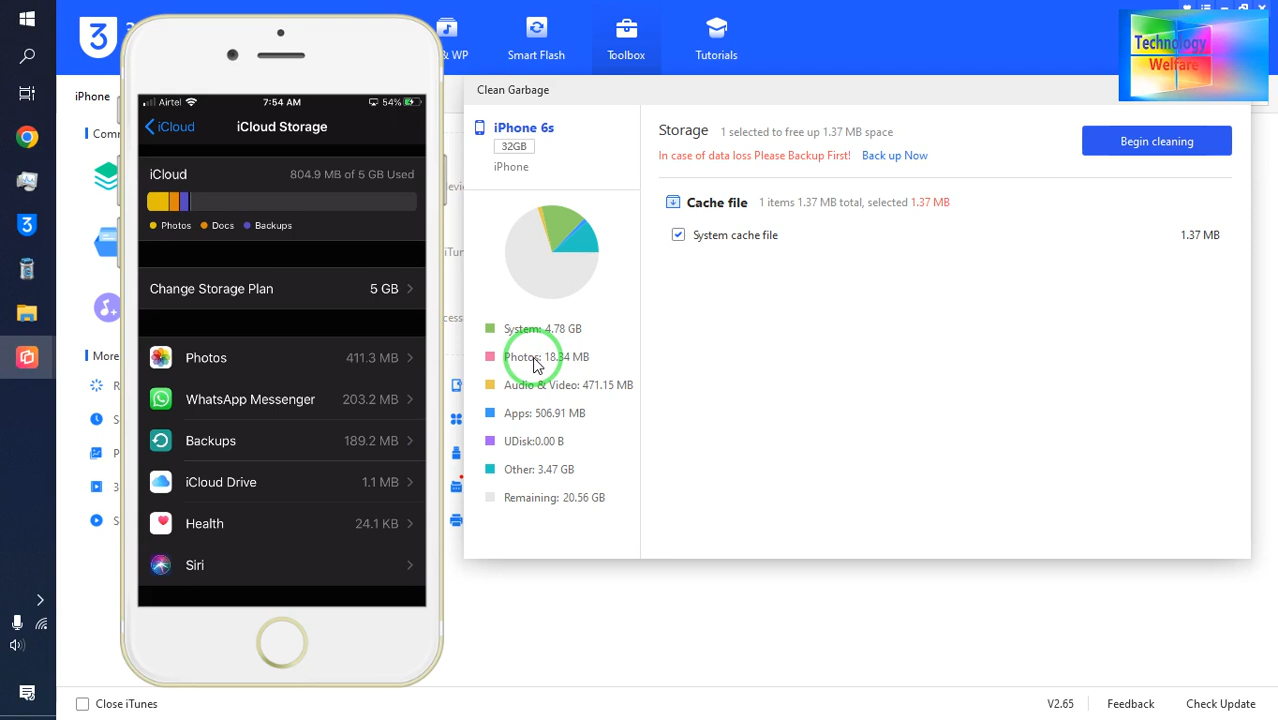 3
& WP
Smart Flash
Toolbox
Tutorials
Technology
Welfare
iPhone
Com
More
Airtel
7:54 AM
54%
iCloud
iCloud Storage
iCloud
804.9 MB of 5 GB Used
Photos
Docs
Backups
Change Storage Plan
5 GB
Photos
411.3 MB
WhatsApp Messenger
203.2 MB
Backups
189.2 MB
iCloud Drive
1.1 MB
Health
24.1 KB
Siri
Clean Garbage
iPhone 6s
32GB
iPhone
System: 4.78 GB
Photos: 18.34 MB
Audio & Video: 471.15 MB
Apps: 506.91 MB
UDisk:0.00 B
Other: 3.47 GB
Remaining: 20.56 GB
Storage
1 selected to free up 1.37 MB space
In case of data loss Please Backup First!
Back up Now
Begin cleaning
Cache file
1 items 1.37 MB total, selected 1.37 MB
System cache file
1.37 MB
Close iTunes
V2.65
Feedback
Check Update